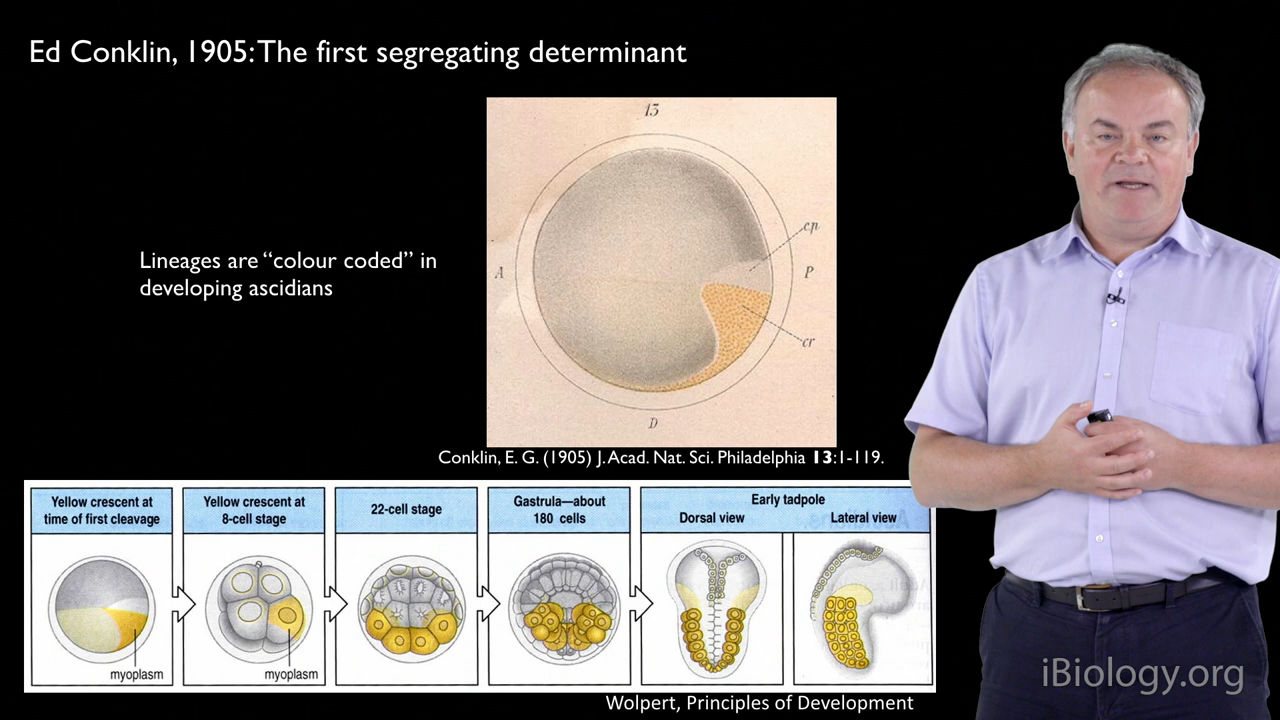 Ed Conklin, 1905: The first segregating determinant
13
Lineages are “colour coded” in
developing ascidians
A
P
cp
cr
D
Conklin, E. G. (1905) J. Acad. Nat. Sci. Philadelphia 13:1-119.
Yellow crescent at
time of first cleavage
myoplasm
Yellow crescent at
8-cell stage
myoplasm
22-cell stage
Gastrula—about
180 cells
Early tadpole
Dorsal view
Lateral view
Wolpert, Principles of Development
iBiology.org